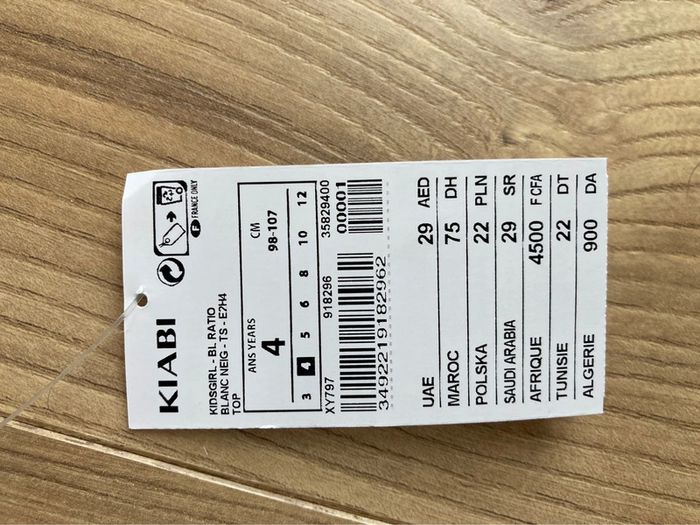 KIABI
F FRANCE ONLY
KIDSGIRL - BL RATIO
BLANC NEIG - TS - E2H4
TOP
ANS YEARS
4
CM
98-107
3 4 5 6 8 10 12
XY797 918296 35829400
00001
3492219182962
UAE 29 AED
MAROC 75 DH
POLSKA 22 PLN
SAUDI ARABIA 29 SR
AFRIQUE 4500 F CFA
TUNISIE 22 DT
ALGERIE 900 DA